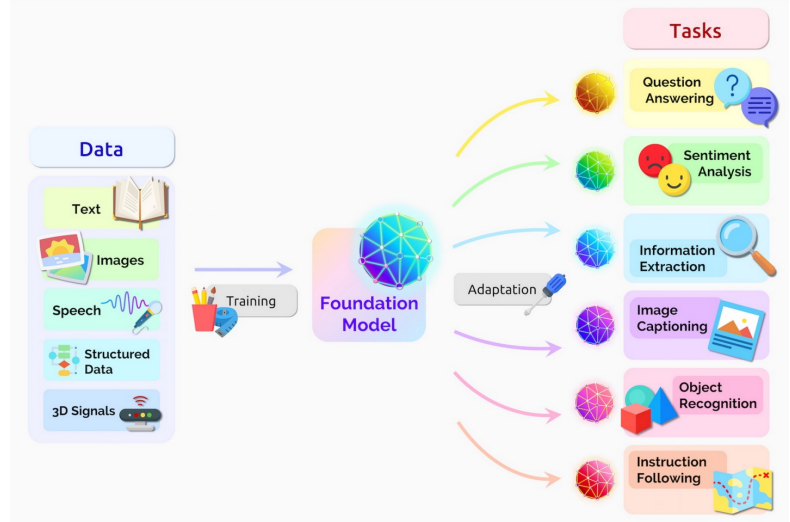 Data
Text
Images
Speech
Structured
Data
3D Signals
Training
Foundation
Model
Adaptation
Tasks
Question
Answering
Sentiment
Analysis
Information
Extraction
Image
Captioning
Object
Recognition
Instruction
Following